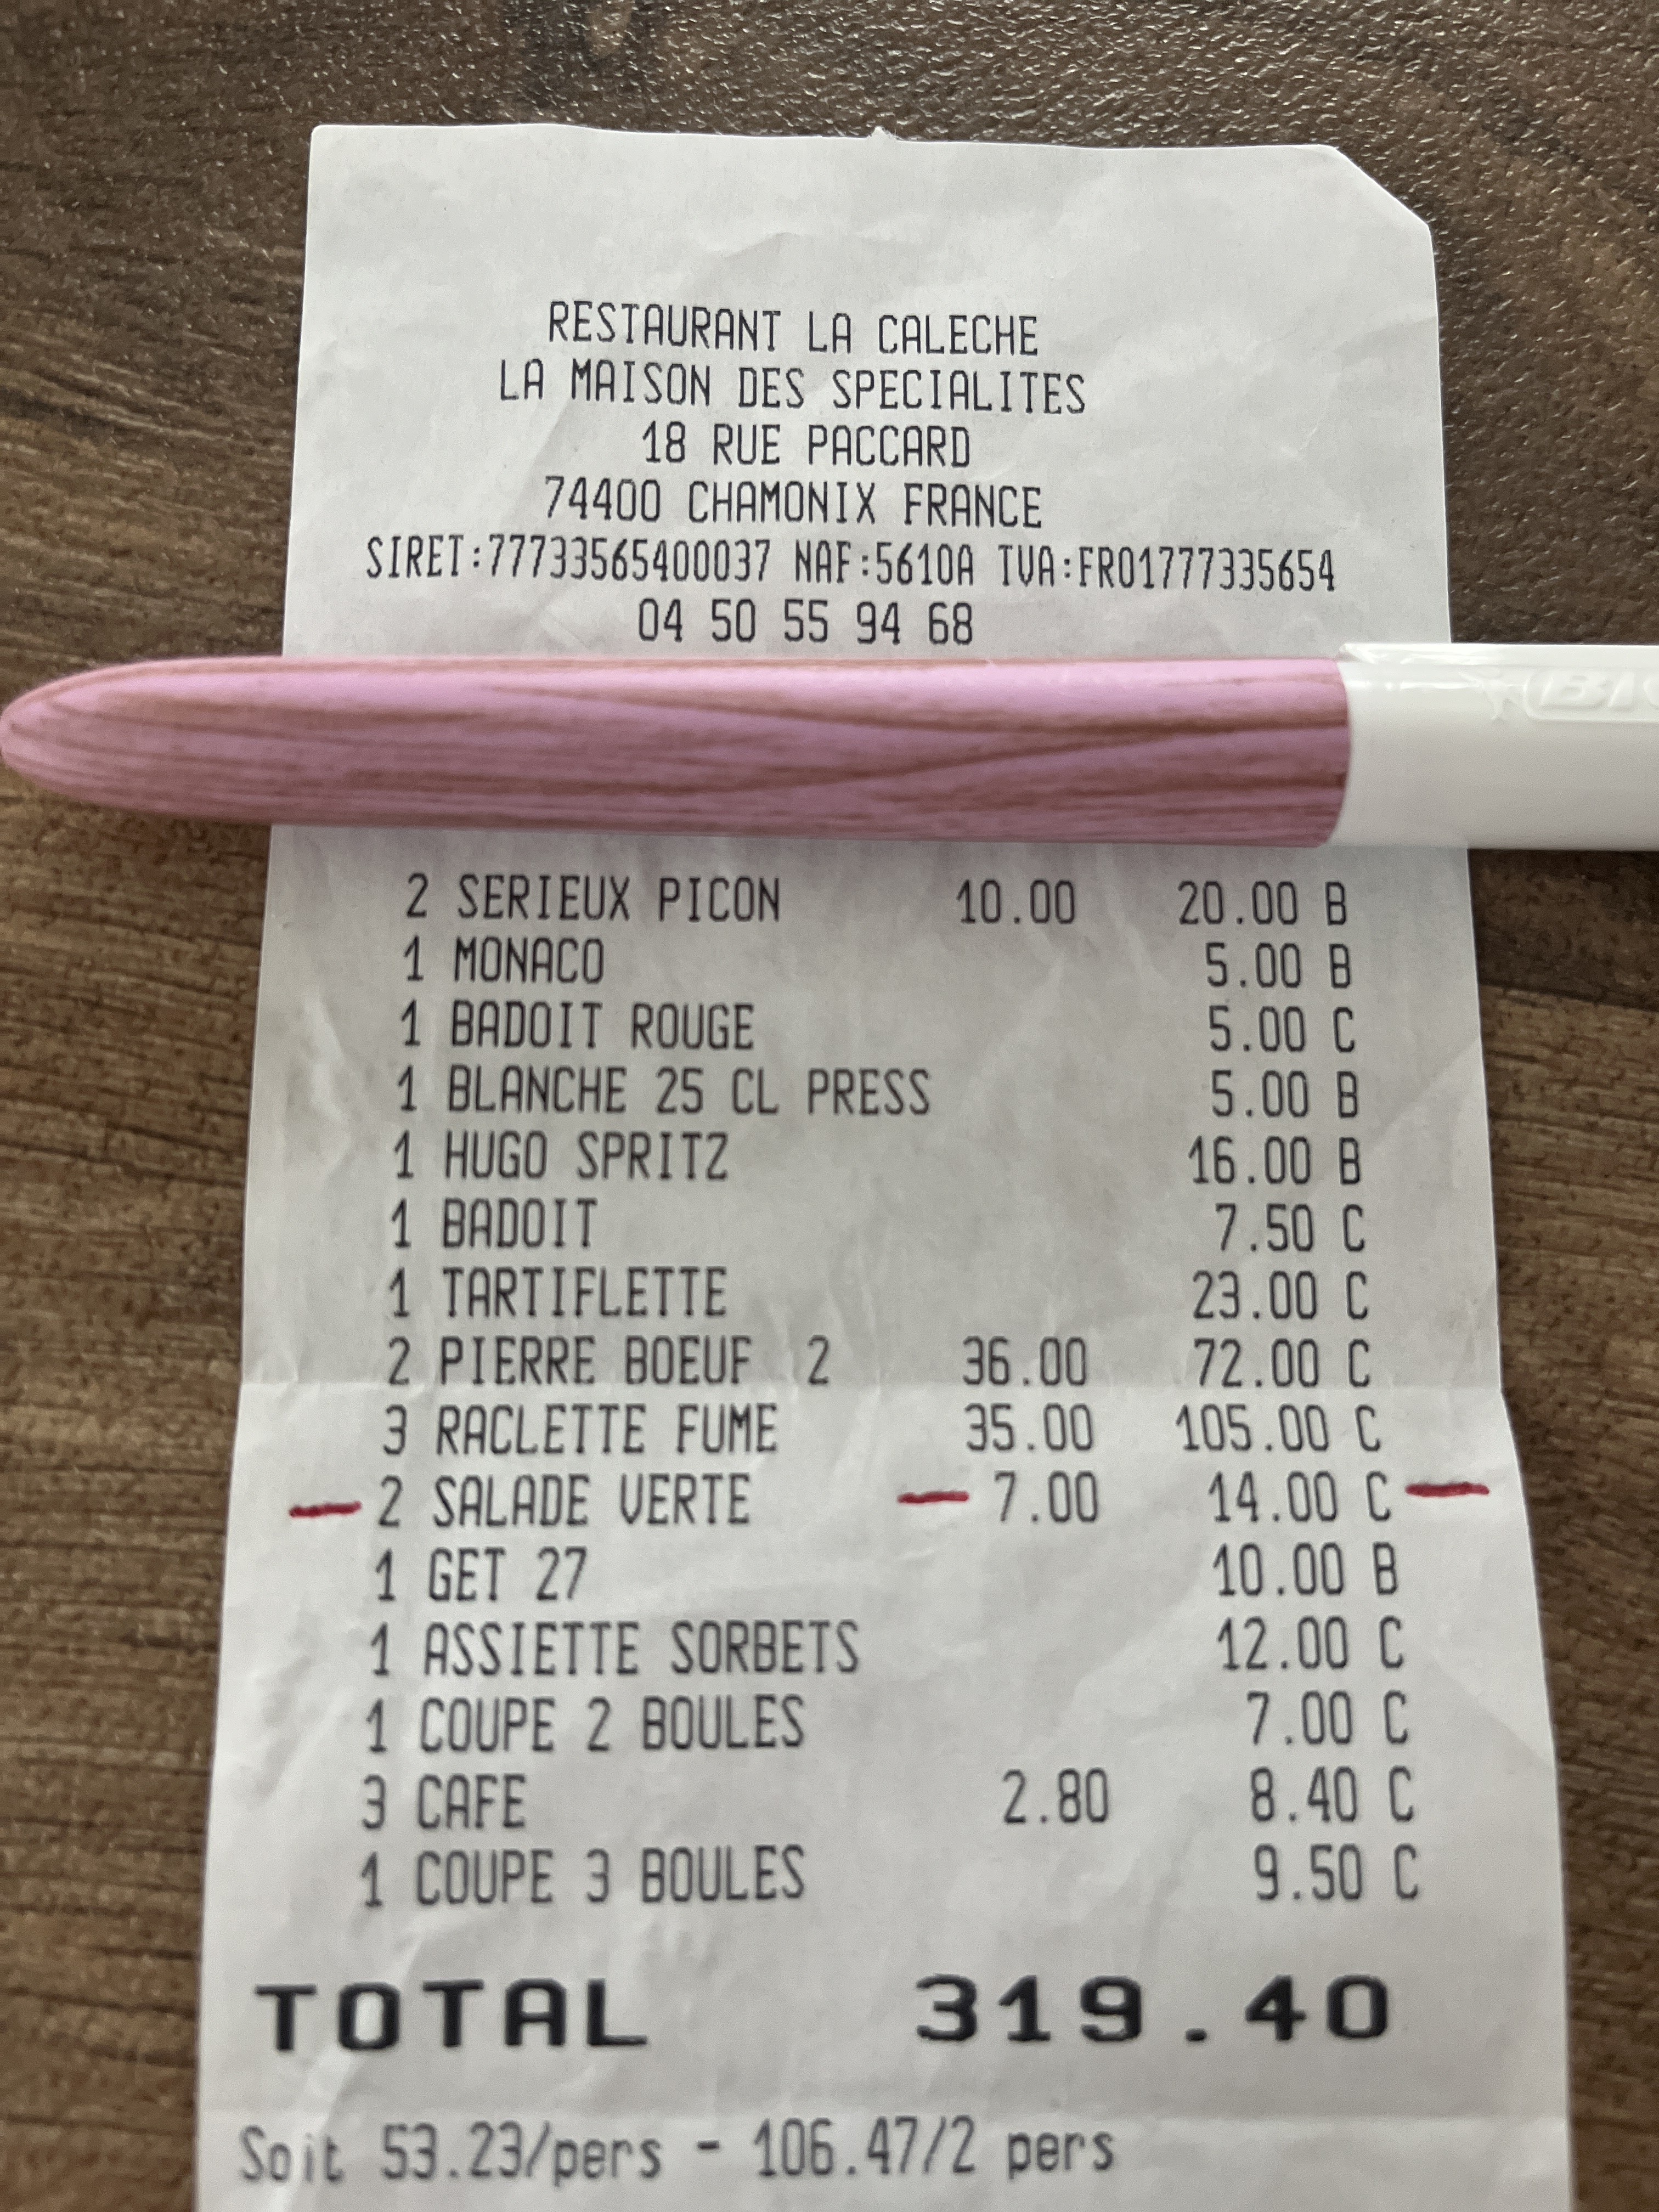 RESTAURANT LA CALECHE
LA MAISON DES SPECIALITES
18 RUE PACCARD
74400 CHAMONIX FRANCE
SIRET:77733565400037 NAF:5610A TVA:FR01777335654
04 50 55 94 68
2 SERIEUX PICON 10.00 20.00 B
1 MONACO 5.00 B
1 BADOIT ROUGE 5.00 C
1 BLANCHE 25 CL PRESS 5.00 B
1 HUGO SPRITZ 16.00 B
1 BADOIT 7.50 C
1 TARTIFLETTE 23.00 C
2 PIERRE BOEUF 2 36.00 72.00 C
3 RACLETTE FUME 35.00 105.00 C
2 SALADE VERTE 7.00 14.00 C
1 GET 27 10.00 B
1 ASSIETTE SORBETS 12.00 C
1 COUPE 2 BOULES 7.00 C
3 CAFE 2.80 8.40 C
1 COUPE 3 BOULES 9.50 C
TOTAL 319.40
Soit 53.23/pers - 106.47/2 pers